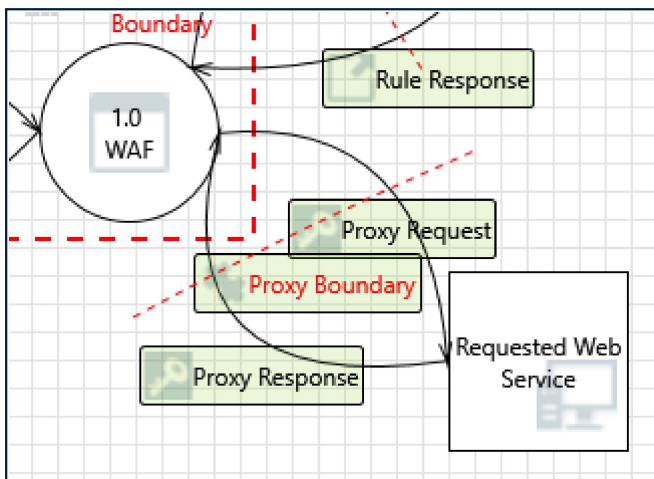 Boundary
Rule Response
1.0
WAF
Proxy Request
Proxy Boundary
Requested Web
Service
Proxy Response